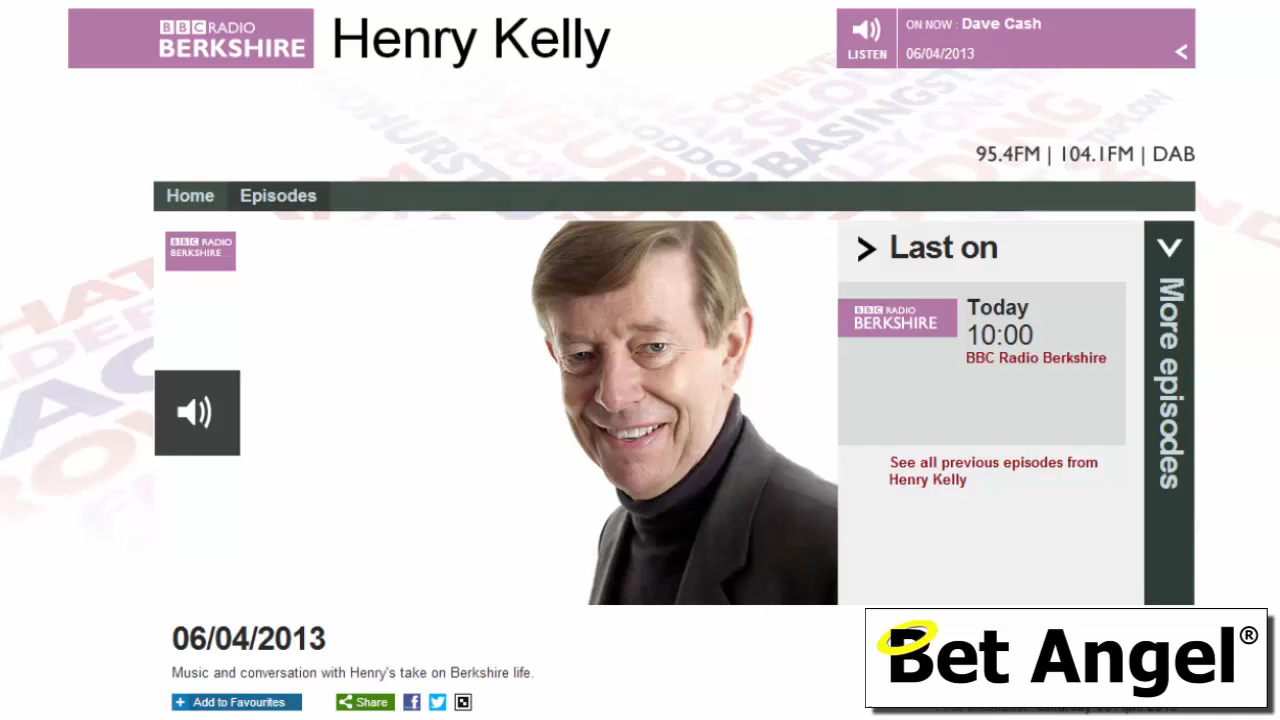 BBC RADIO
BERKSHIRE
Henry Kelly
LISTEN
ON NOW : Dave Cash
06/04/2013
95.4FM | 104.1FM | DAB
Home
Episodes
BBC RADIO
BERKSHIRE
Last on
BBC RADIO
BERKSHIRE
Today
10:00
BBC Radio Berkshire
See all previous episodes from
Henry Kelly
More episodes
06/04/2013
Music and conversation with Henry's take on Berkshire life.
+ Add to Favourites
Share
Bet Angel®